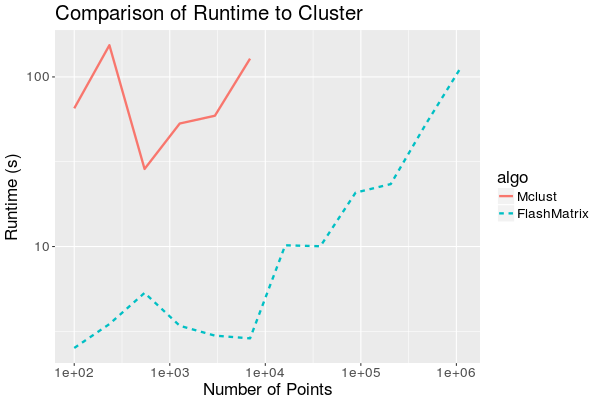 Comparison of Runtime to Cluster
100
10
Runtime (s)
1e+02 1e+03 1e+04 1e+05 1e+06
Number of Points
algo
Mclust
FlashMatrix